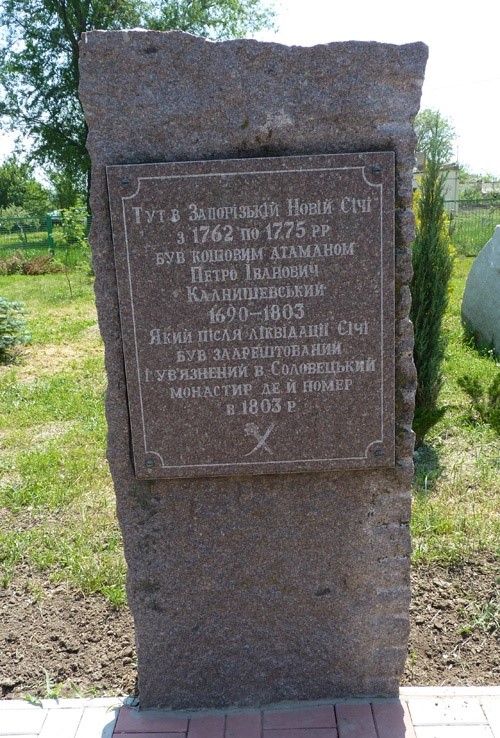 Тут в Запорізькій Новій Січі
з 1762 по 1775 рр
був кошовим атаманом
Петро Іванович
Калнишевський
1690–1803
Який після ліквідації Січі
був заарештований
і ув'язнений в Соловецький
монастир де й помер
в 1803 р